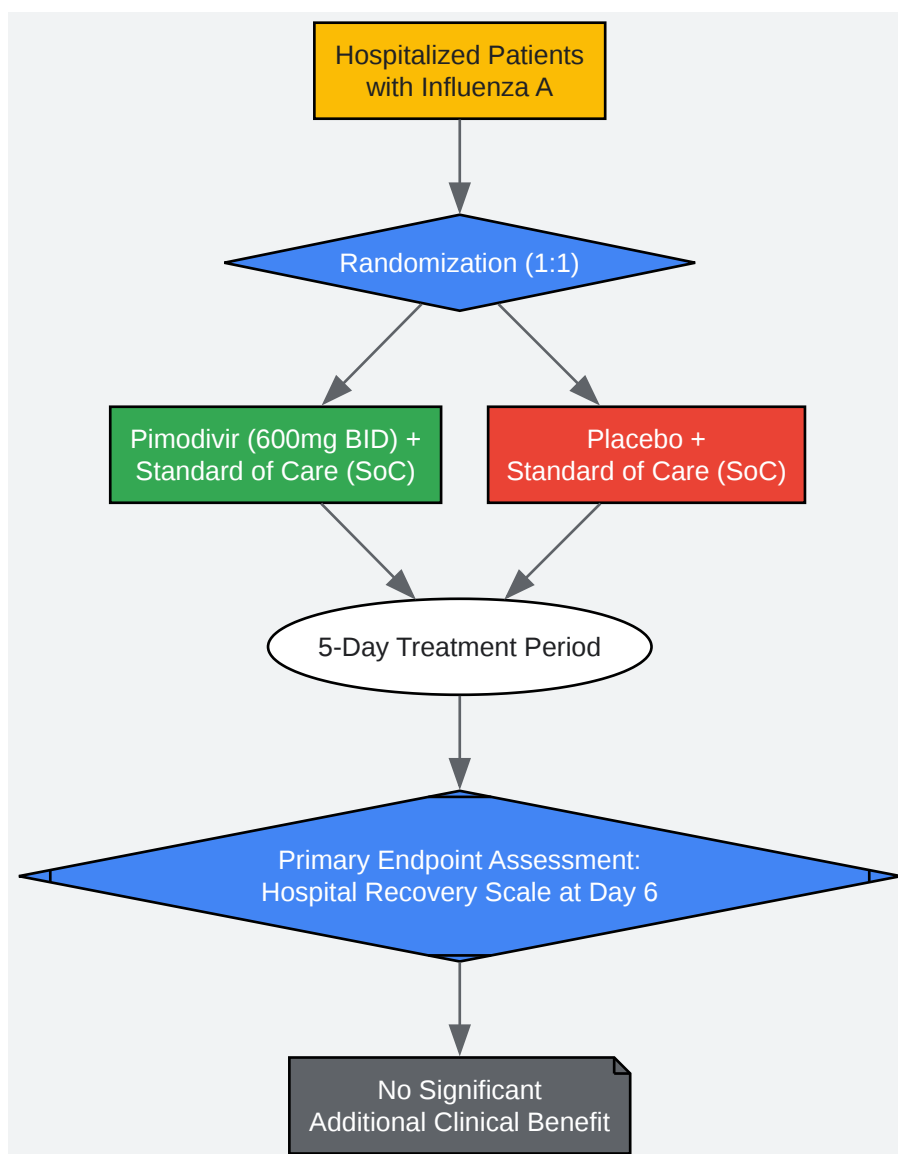 Hospitalized Patients
with Influenza A
Randomization (1:1)
Pimodivir (600mg BID) +
Standard of Care (SoC)
Placebo +
Standard of Care (SoC)
5-Day Treatment Period
Primary Endpoint Assessment:
Hospital Recovery Scale at Day 6
No Significant
Additional Clinical Benefit